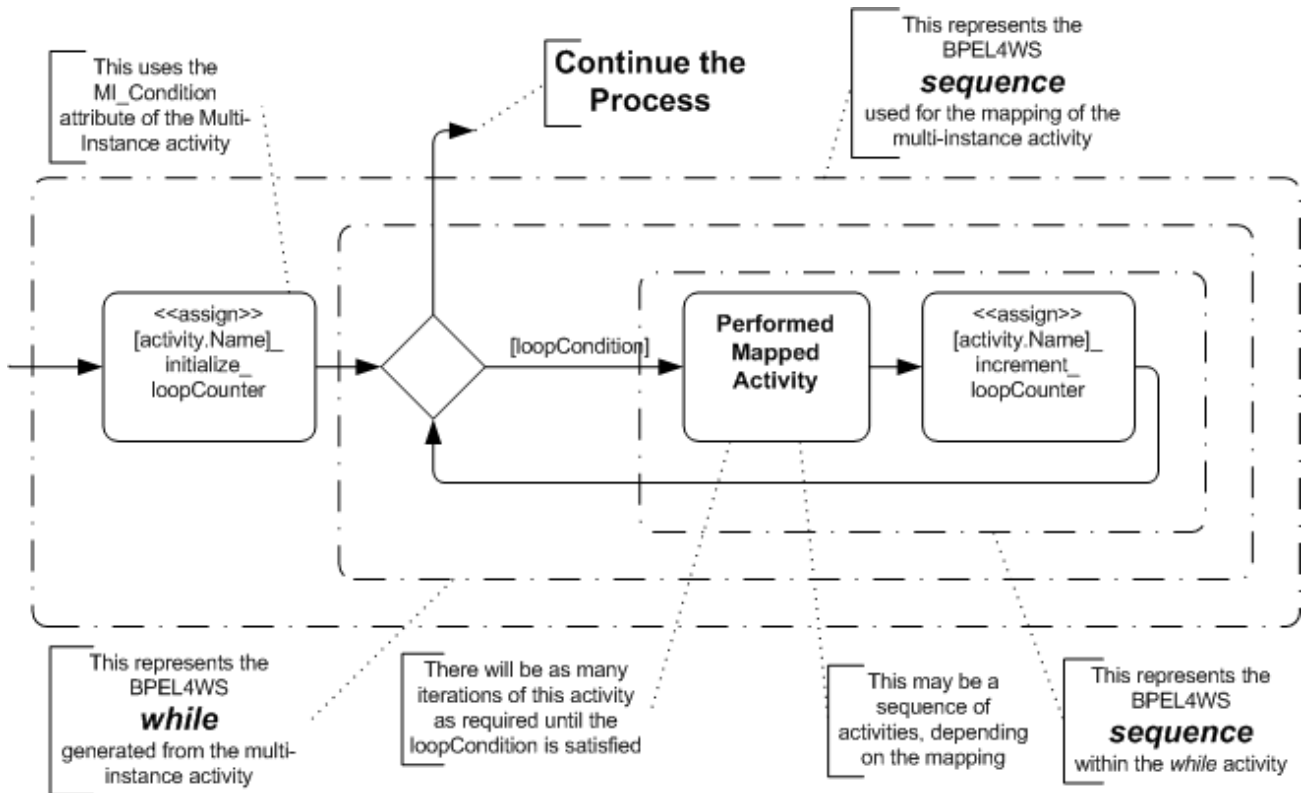 This uses the
MI_Condition
attribute of the Multi-
Instance activity
Continue the
Process
This represents the
BPEL4WS
sequence
used for the mapping of the
multi-instance activity
<<assign>>
[activity.Name]_
initialize_
loopCounter
[loopCondition]
Performed
Mapped
Activity
<<assign>>
[activity.Name]_
increment_
loopCounter
This represents the
BPEL4WS
while
generated from the multi-
instance activity
There will be as many
iterations of this activity
as required until the
loopCondition is satisfied
This may be a
sequence of
activities, depending
on the mapping
This represents the
BPEL4WS
sequence
within the while activity